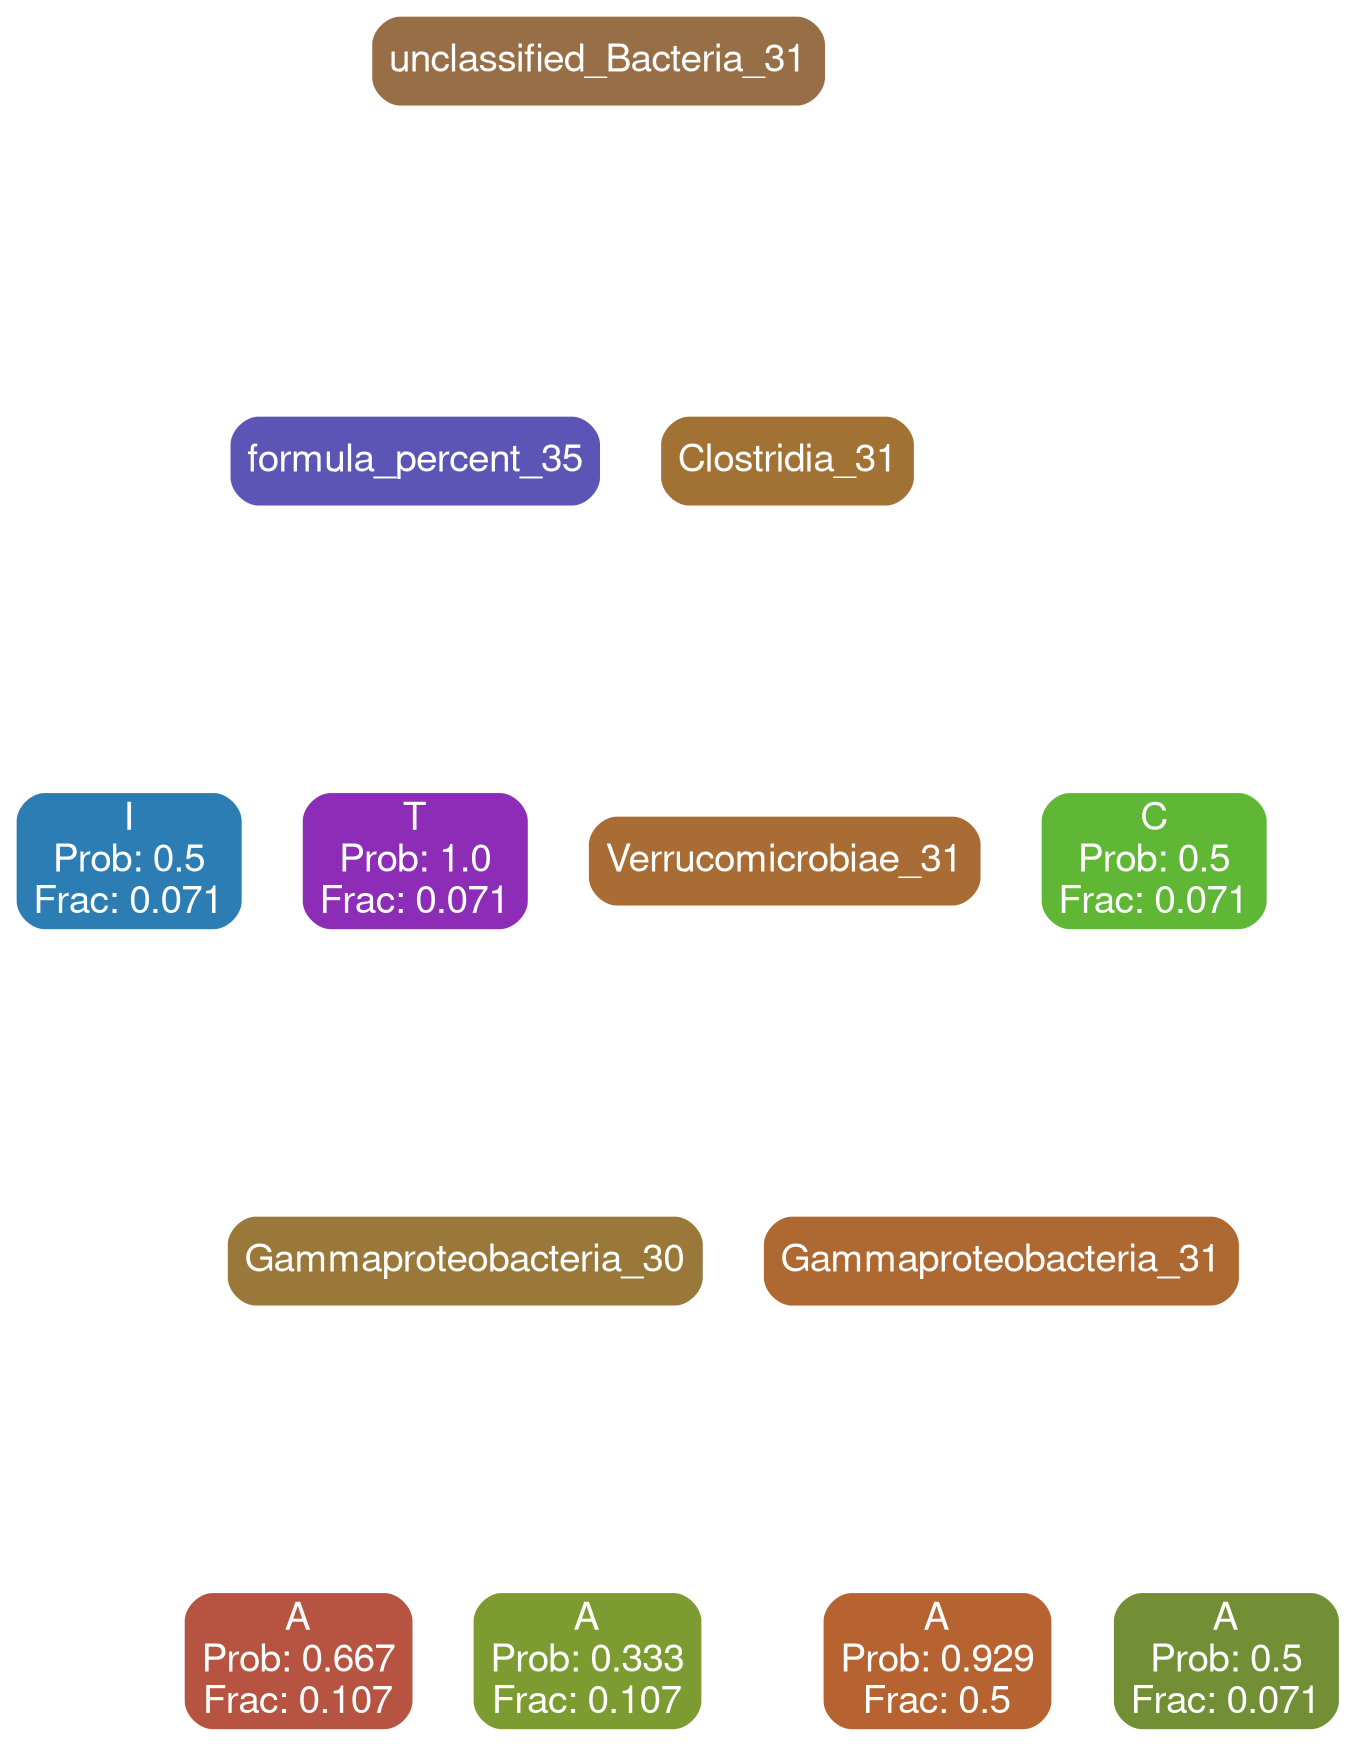 unclassified_Bacteria_31
formula_percent_35
Clostridia_31
I
Prob: 0.5
Frac: 0.071
T
Prob: 1.0
Frac: 0.071
Verrucomicrobiae_31
C
Prob: 0.5
Frac: 0.071
Gammaproteobacteria_30
Gammaproteobacteria_31
A
Prob: 0.667
Frac: 0.107
A
Prob: 0.333
Frac: 0.107
A
Prob: 0.929
Frac: 0.5
A
Prob: 0.5
Frac: 0.071